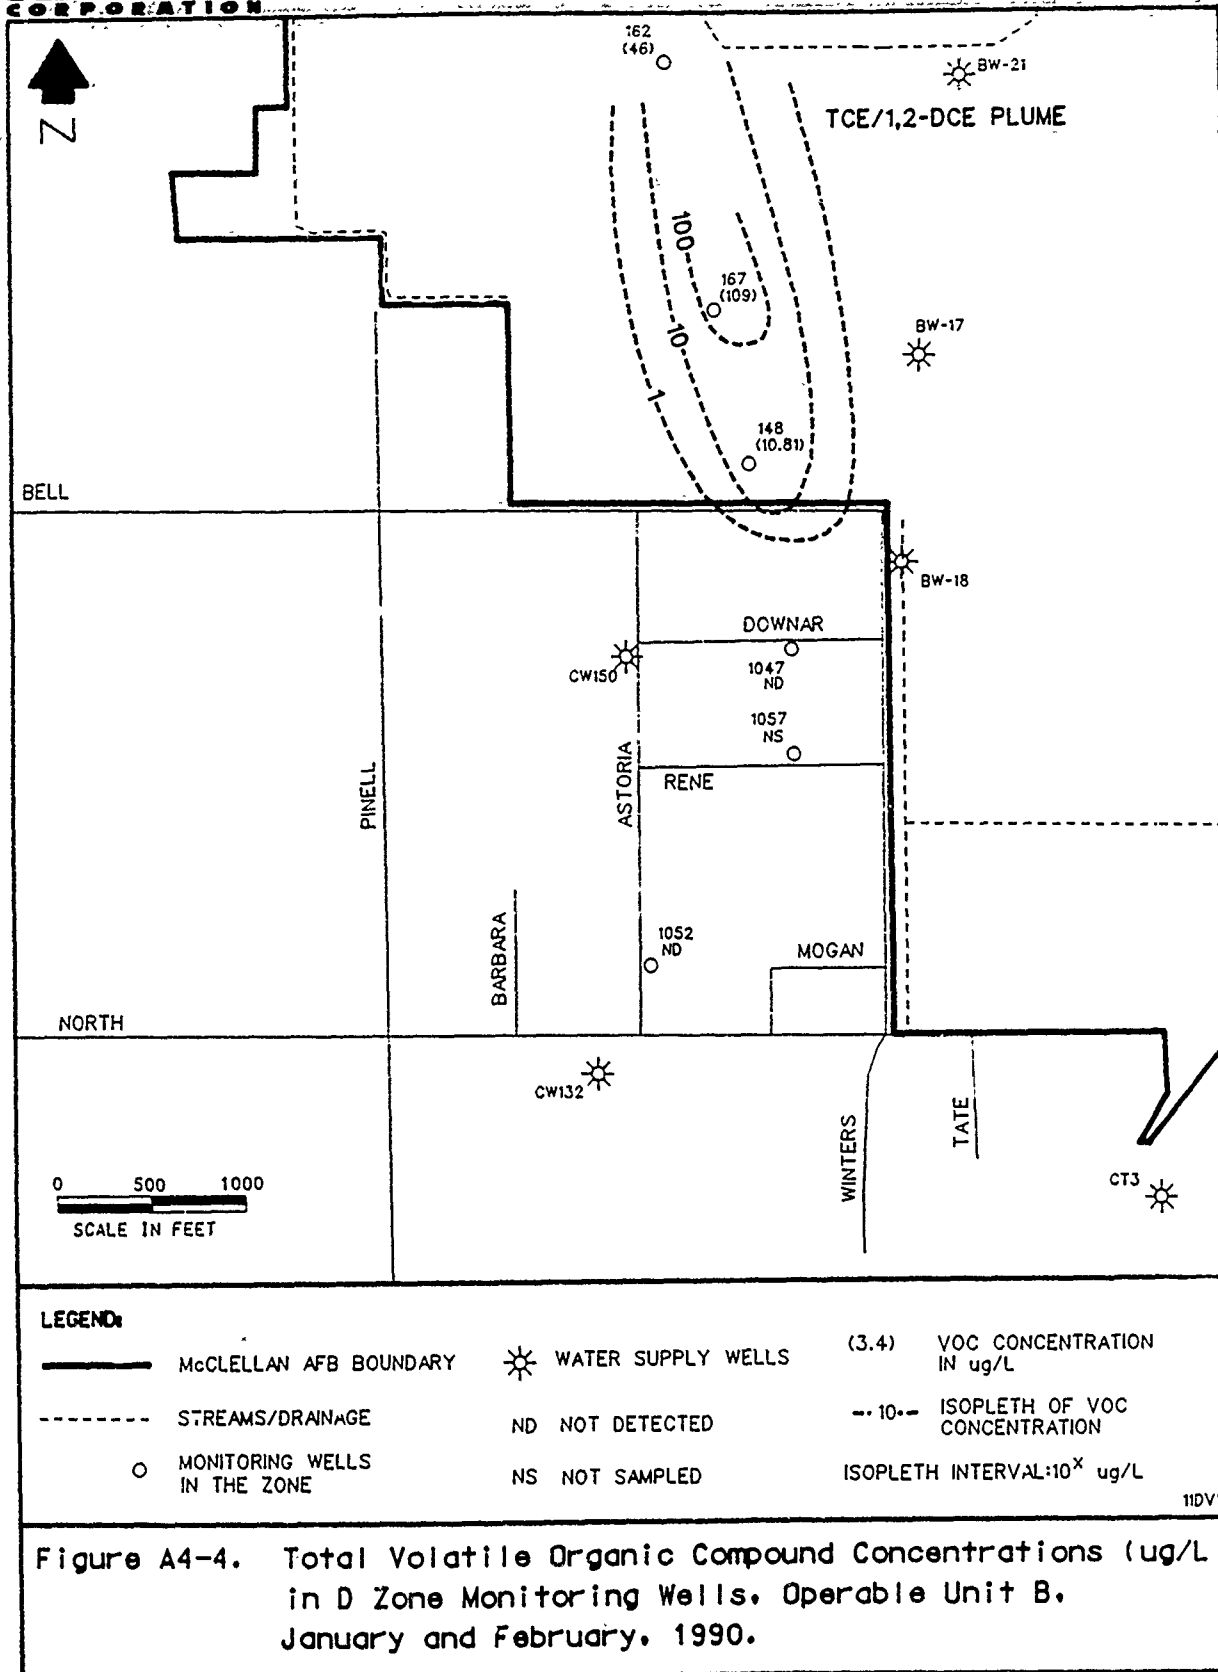 CORPORATION
Z
162
(46)
BW-21
TCE/1,2-DCE PLUME
100
167
(109)
10
BW-17
1
148
(10.81)
BELL
BW-18
DOWNAR
CW150
1047
ND
1057
NS
PINELL
ASTORIA
RENE
BARBARA
1052
ND
MOGAN
NORTH
CW132
WINTERS
TATE
CT3
0 500 1000
SCALE IN FEET
LEGEND:
McCLELLAN AFB BOUNDARY
STREAMS/DRAINAGE
MONITORING WELLS
IN THE ZONE
WATER SUPPLY WELLS
ND NOT DETECTED
NS NOT SAMPLED
(3.4) VOC CONCENTRATION
IN ug/L
--10-- ISOPLETH OF VOC
CONCENTRATION
ISOPLETH INTERVAL:10^x ug/L
11DV
Figure A4-4. Total Volatile Organic Compound Concentrations (ug/L
in D Zone Monitoring Wells, Operable Unit B,
January and February, 1990.